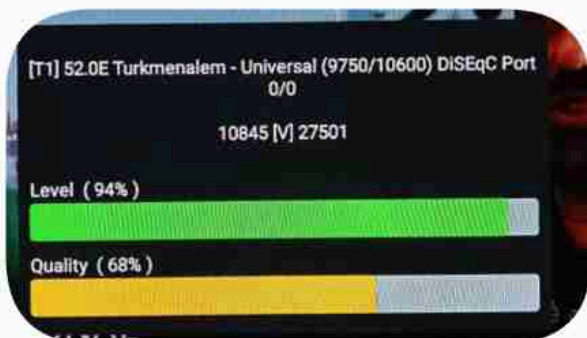 [T1] 52.0E Turkmenalem - Universal (9750/10600) DiSEqC Port
0/0
10845 [V] 27501
Level ( 94% )
Quality ( 68% )